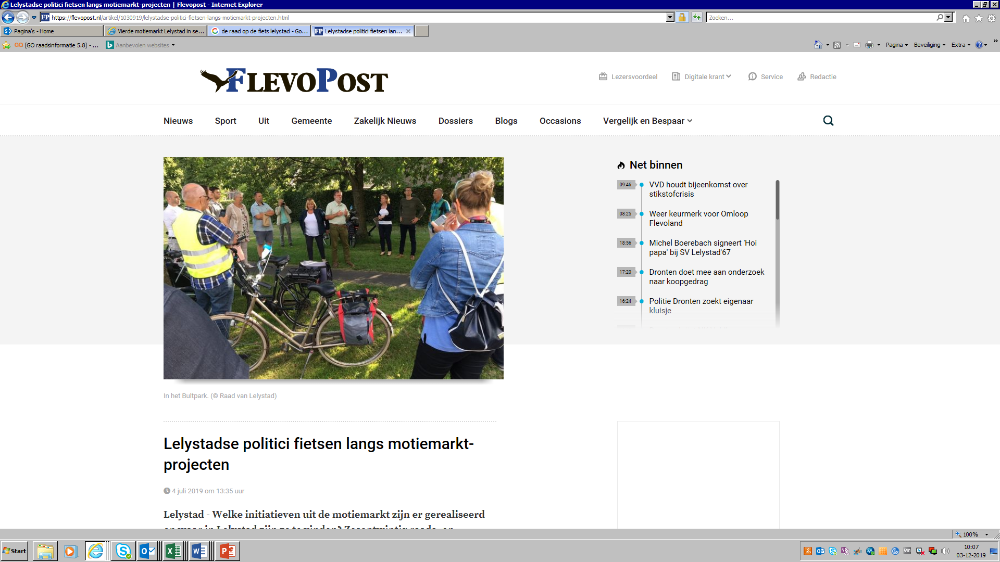 Lelystadse politici fietsen langs motiemarkt-projecten | Flevopost - Internet Explorer
https://flevopost.nl/artikel/1030919/lelystadse-politici-fietsen-langs-motiemarkt-projecten.html
Zoeken...
Pagina's - Home
Vierde motiemarkt Lelystad in se...
de raad op de fiets lelystad - Go...
Lelystadse politici fietsen lan...
GO [GO raadsinformatie 5.8] - ...
Aanbevolen websites
Pagina
Beveiliging
Extra
FLEVOPOST
Lezersvoordeel
Digitale krant
Service
Redactie
Nieuws
Sport
Uit
Gemeente
Zakelijk Nieuws
Dossiers
Blogs
Occasions
Vergelijk en Bespaar
Net binnen
09:46
VVD houdt bijeenkomst over
stikstofcrisis
08:25
Weer keurmerk voor Omloop
Flevoland
18:56
Michel Boerebach signeert 'Hoi
papa' bij SV Lelystad'67
17:20
Dronten doet mee aan onderzoek
naar koopgedrag
16:24
Politie Dronten zoekt eigenaar
kluisje
In het Bultpark. (© Raad van Lelystad)
Lelystadse politici fietsen langs motiemarkt-
projecten
4 juli 2019 om 13:35 uur
Lelystad - Welke initiatieven uit de motiemarkt zijn er gerealiseerd
100%
Start
10:07
03-12-2019